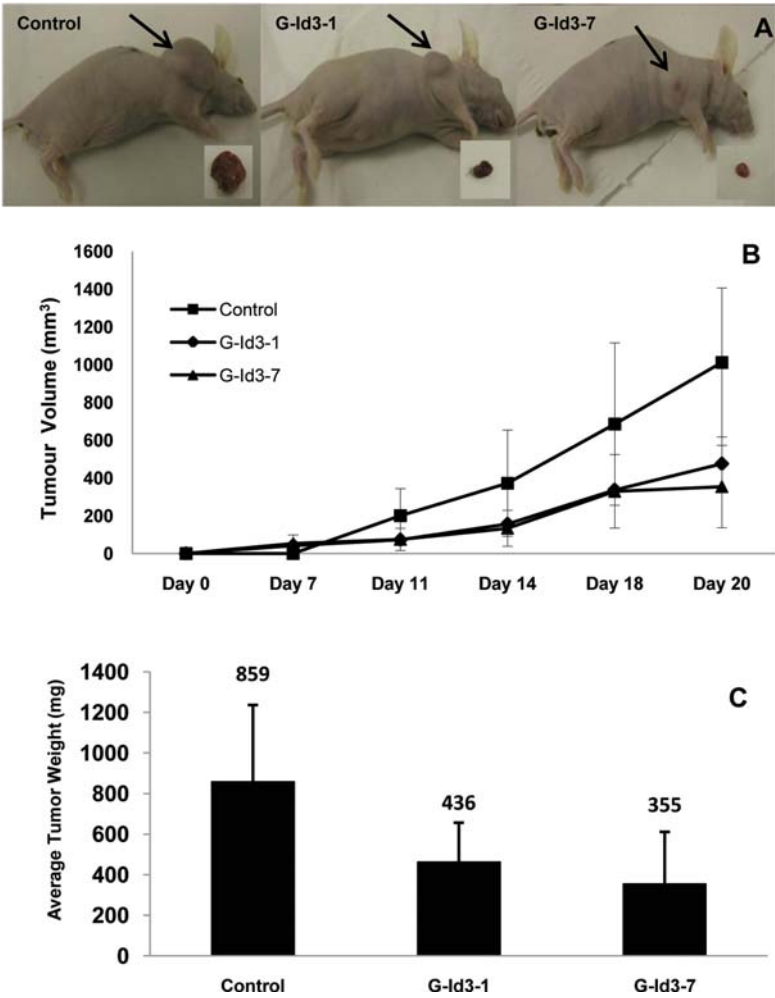 Control
G-Id3-1
G-Id3-7
A
B
Tumour Volume (mm³)
1600
1400
1200
1000
800
600
400
200
0
Control
G-Id3-1
G-Id3-7
Day 0 Day 7 Day 11 Day 14 Day 18 Day 20
C
Average Tumor Weight (mg)
1400
1200
1000
800
600
400
200
0
859
436
355
Control G-Id3-1 G-Id3-7